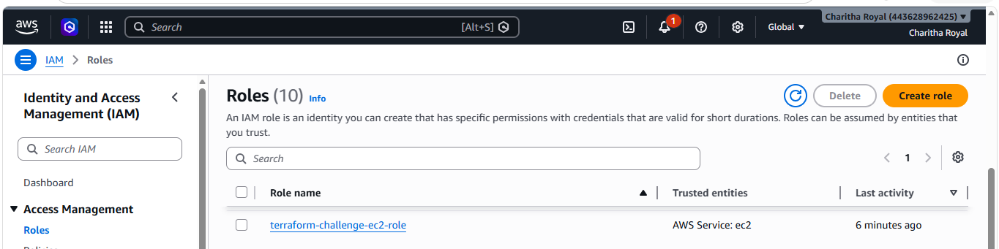 aws
Search [Alt+S]
1
Global
Charitha Royal (443628962425)
Charitha Royal
IAM
Roles
Identity and Access
Management (IAM)
Search IAM
Dashboard
Access Management
Roles
Policies
Roles (10) Info
Delete
Create role
An IAM role is an identity you can create that has specific permissions with credentials that are valid for short durations. Roles can be assumed by entities that
you trust.
Search
1
Role name
Trusted entities
Last activity
terraform-challenge-ec2-role
AWS Service: ec2
6 minutes ago